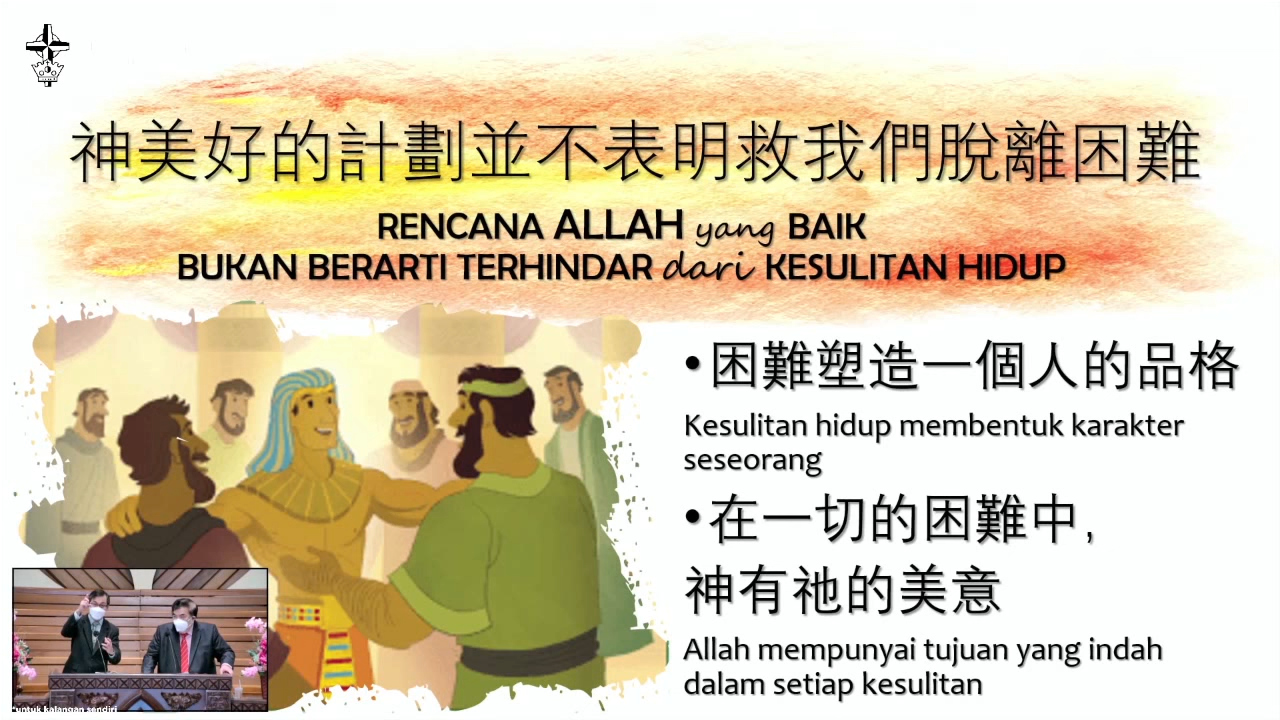 神美好的計劃並不表明救我們脫離困難
RENCANA ALLAH yang BAIK
BUKAN BERARTI TERHINDAR dari KESULITAN HIDUP
•困難塑造一個人的品格
Kesulitan hidup membentuk karakter
seseorang
•在一切的困難中,
神有祂的美意
Allah mempunyai tujuan yang indah
dalam setiap kesulitan
*untuk kalangan sendiri